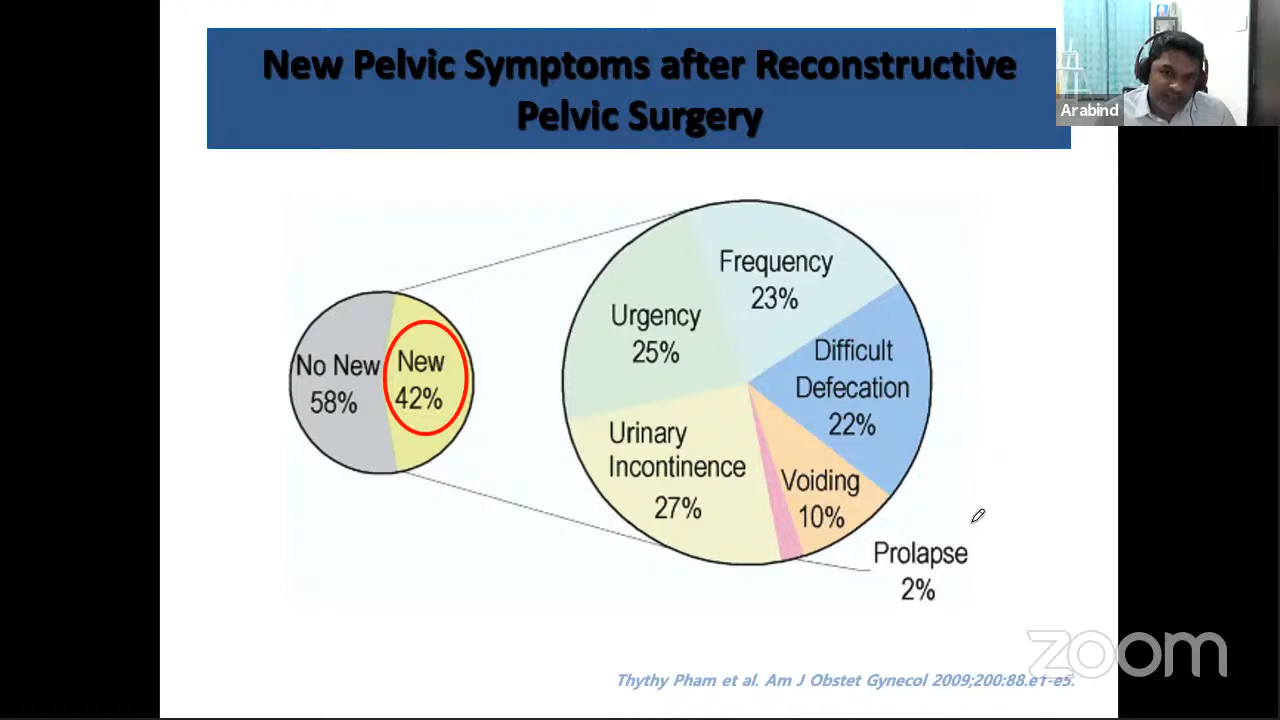 New Pelvic Symptoms after Reconstructive
Pelvic Surgery
Arabind
No New
58%
New
42%
Frequency
23%
Urgency
25%
Difficult
Defecation
22%
Urinary
Incontinence
27%
Voiding
10%
Prolapse
2%
zoom
Thythy Pham et al. Am J Obstet Gynecol 2009;200:88.e1-e5.